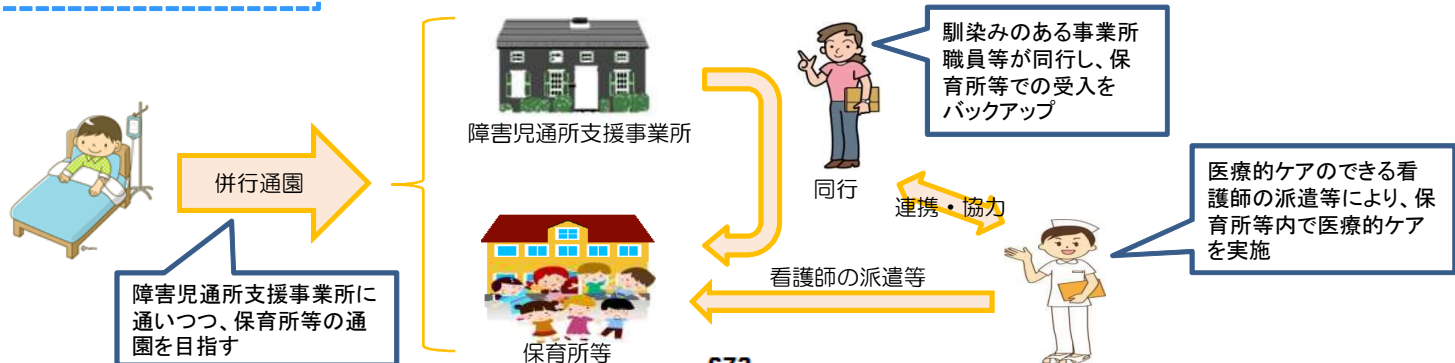 馴染みのある事業所
職員等が同行し、保
育所等での受入を
バックアップ
障害児通所支援事業所
併行通園
同行
連携・協力
医療的ケアのできる看
護師の派遣等により、保
育所等内で医療的ケア
を実施
看護師の派遣等
障害児通所支援事業所に
通いつつ、保育所等の通
園を目指す
保育所等